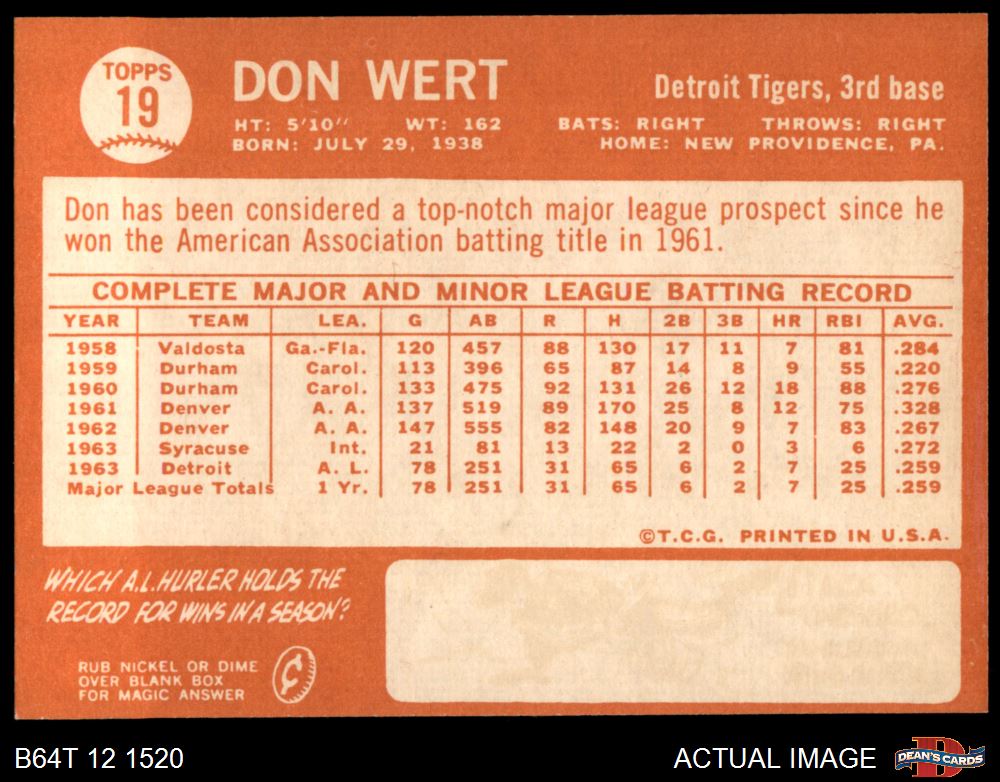 TOPPS
19
DON WERT
Detroit Tigers, 3rd base
HT: 5'10" WT: 162 BATS: RIGHT THROWS: RIGHT
BORN: JULY 29, 1938 HOME: NEW PROVIDENCE, PA.
Don has been considered a top-notch major league prospect since he
won the American Association batting title in 1961.
COMPLETE MAJOR AND MINOR LEAGUE BATTING RECORD
YEAR TEAM LEA. G AB R H 2B 3B HR RBI AVG.
1958 Valdosta Ga.-Fla. 120 457 88 130 17 11 7 81 .284
1959 Durham Carol. 113 396 65 87 14 8 9 55 .220
1960 Durham Carol. 133 475 92 131 26 12 18 88 .276
1961 Denver A. A. 137 519 89 170 25 8 12 75 .328
1962 Denver A. A. 147 555 82 148 20 9 7 83 .267
1963 Syracuse Int. 21 81 13 22 2 0 3 6 .272
1963 Detroit A. L. 78 251 31 65 6 2 7 25 .259
Major League Totals 1 Yr. 78 251 31 65 6 2 7 25 .259
©T.C.G. PRINTED IN U.S.A.
WHICH A.L. HURLER HOLDS THE
RECORD FOR WINS IN A SEASON?
RUB NICKEL OR DIME
OVER BLANK BOX
FOR MAGIC ANSWER
¢
B64T 12 1520
ACTUAL IMAGE
D
DEAN'S CARDS